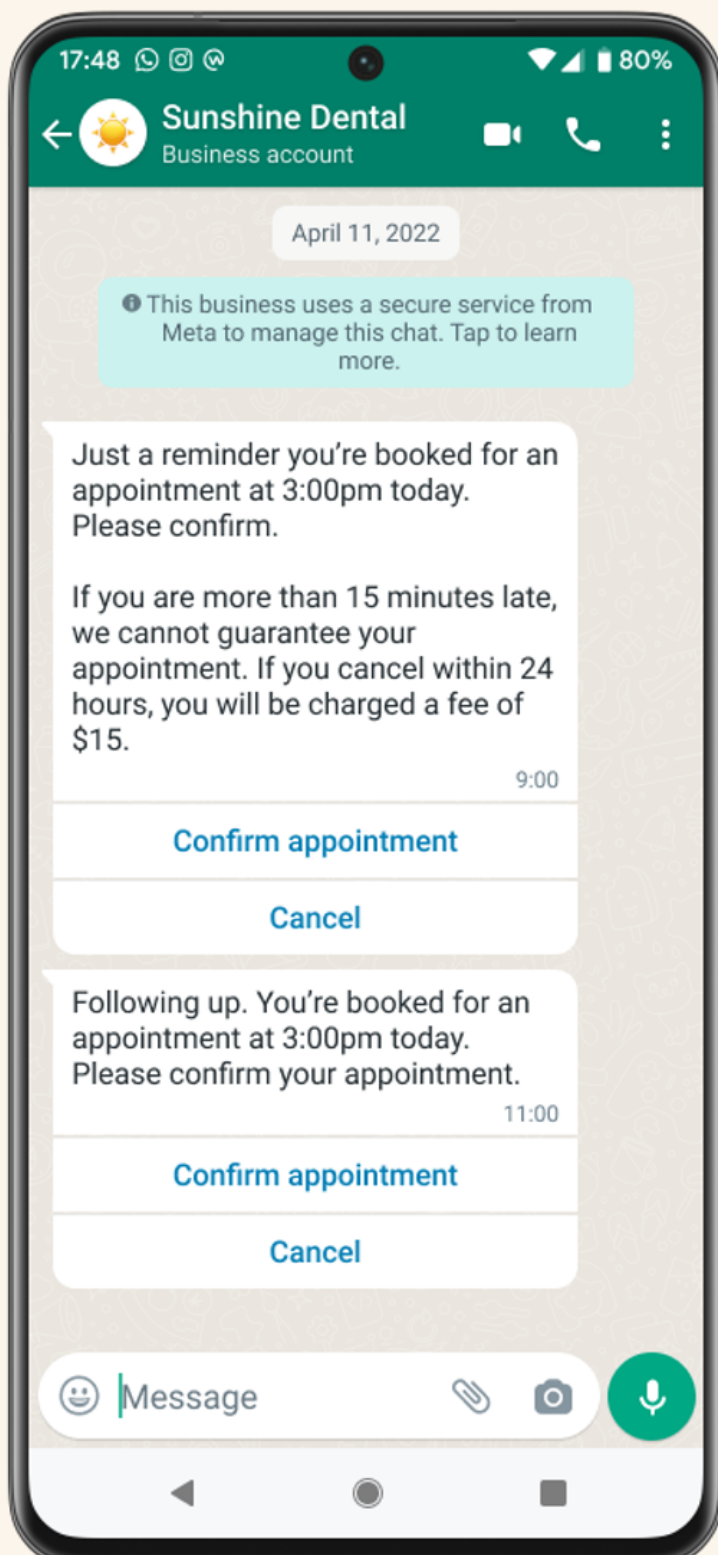 17:48 80%
Sunshine Dental
Business account
April 11, 2022
This business uses a secure service from
Meta to manage this chat. Tap to learn
more.
Just a reminder you’re booked for an
appointment at 3:00pm today.
Please confirm.
If you are more than 15 minutes late,
we cannot guarantee your
appointment. If you cancel within 24
hours, you will be charged a fee of
$15.
9:00
Confirm appointment
Cancel
Following up. You’re booked for an
appointment at 3:00pm today.
Please confirm your appointment.
11:00
Confirm appointment
Cancel
Message